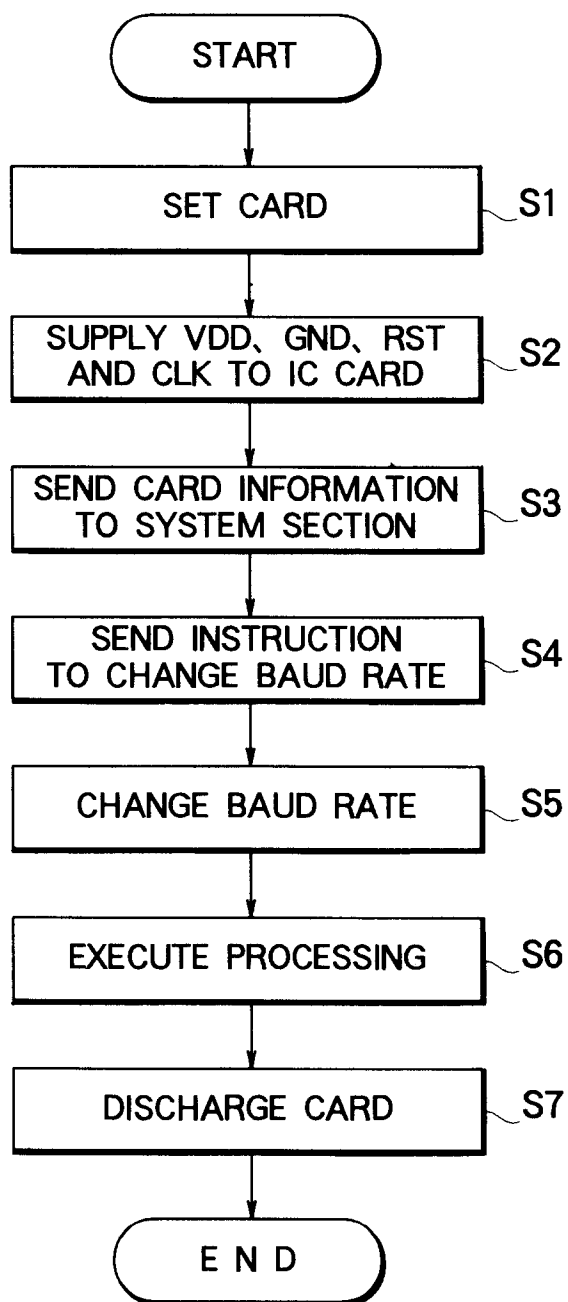 START
SET CARD
S1
SUPPLY VDD、GND、RST
AND CLK TO IC CARD
S2
SEND CARD INFORMATION
TO SYSTEM SECTION
S3
SEND INSTRUCTION
TO CHANGE BAUD RATE
S4
CHANGE BAUD RATE
S5
EXECUTE PROCESSING
S6
DISCHARGE CARD
S7
E N D